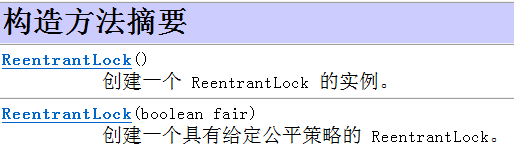 构造方法摘要
ReentrantLock()
创建一个 ReentrantLock 的实例。
ReentrantLock(boolean fair)
创建一个具有给定公平策略的 ReentrantLock。